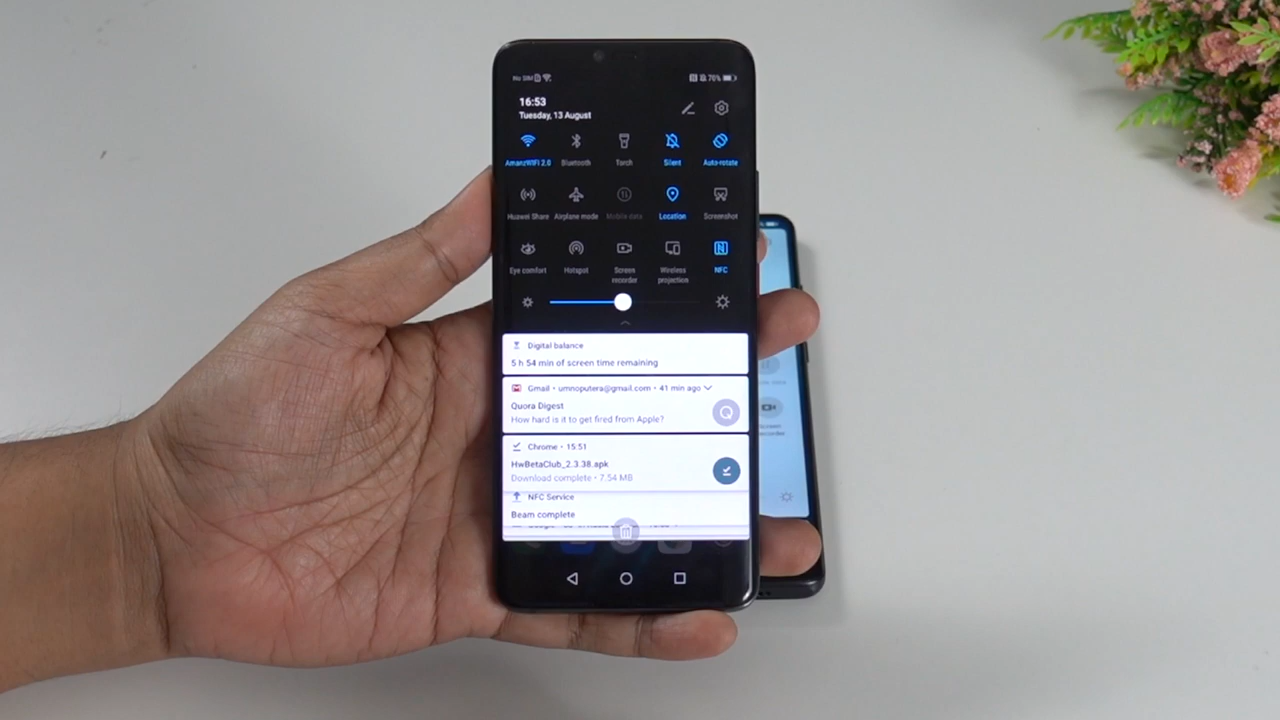 No SIM
70%
16:53
Tuesday, 13 August
AmanzWIFI 2.0 Bluetooth Torch Silent Auto-rotate
Huawei Share Airplane mode Mobile data Location Screenshot
Eye comfort Hotspot Screen recorder Wireless projection NFC
Digital balance
5 h 54 min of screen time remaining
Gmail • umnoputera@gmail.com • 41 min ago
Quora Digest
How hard is it to get fired from Apple?
Q
Chrome • 15:51
HwBetaClub_2.3.38.apk
Download complete • 7.54 MB
NFC Service
Beam complete
Screen